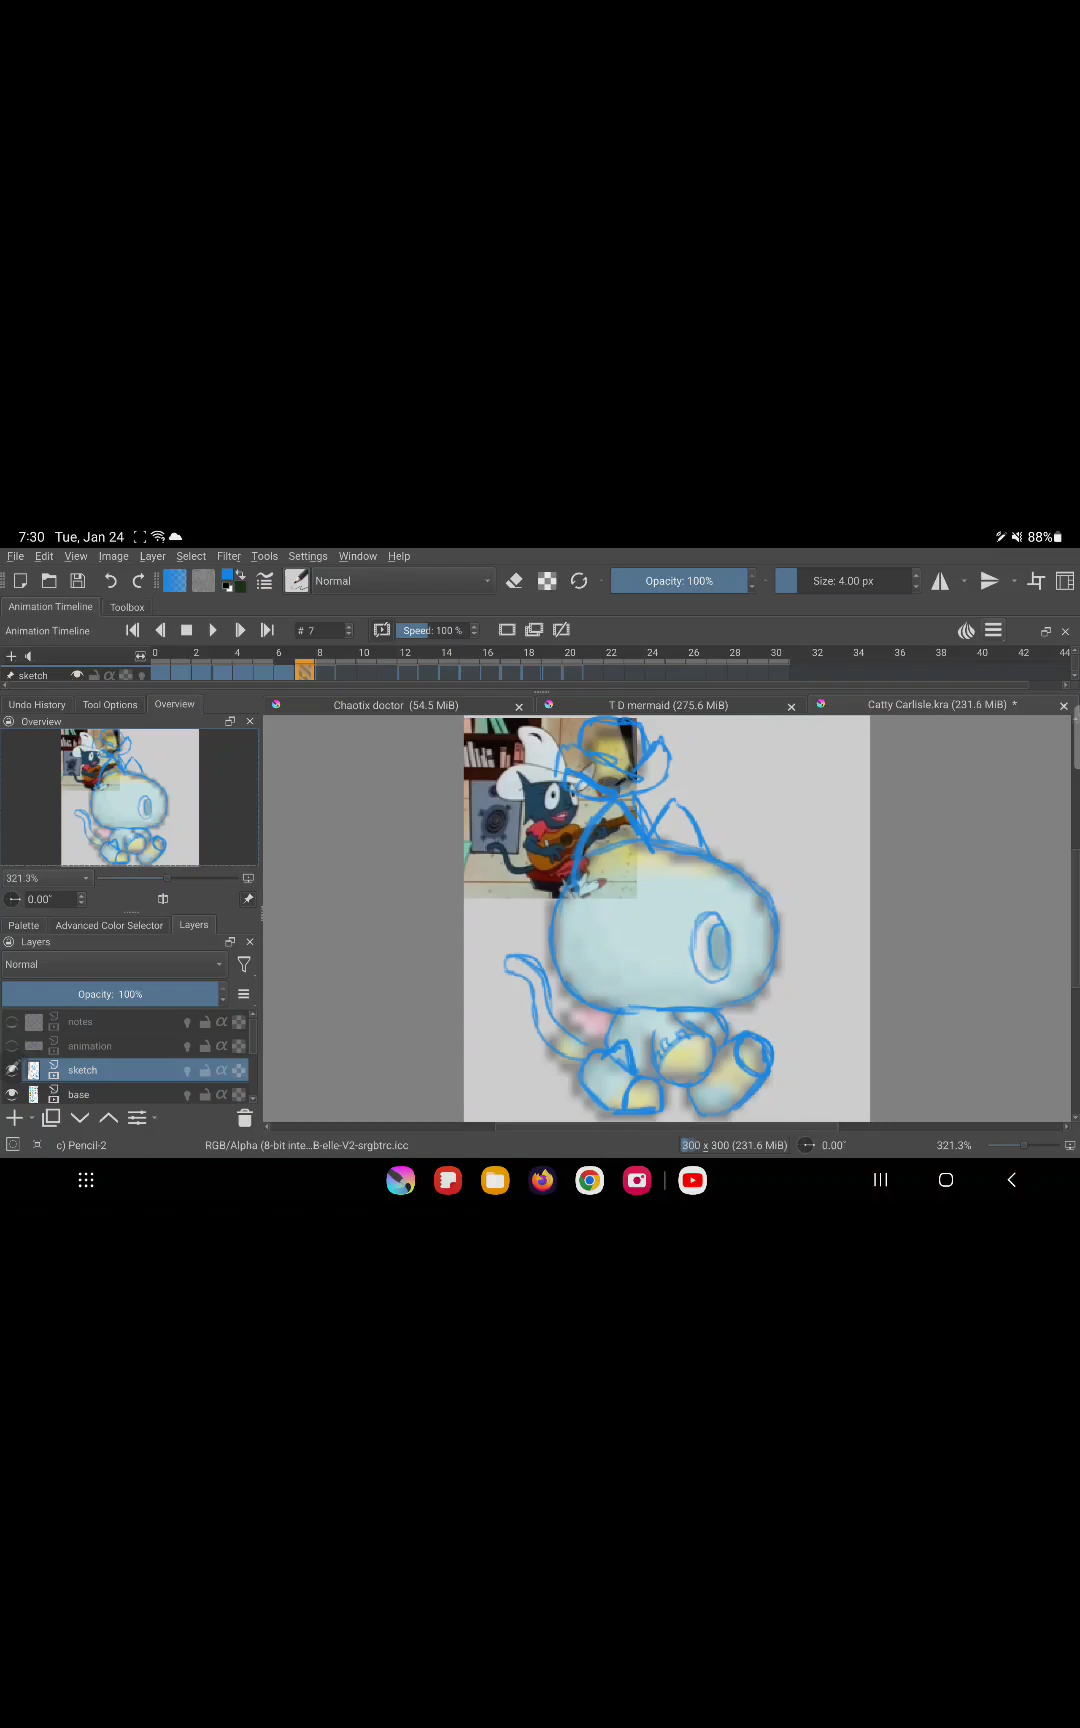 7:30 Tue, Jan 24 88%
File Edit View Image Layer Select Filter Tools Settings Window Help
Normal Opacity: 100% Size: 4.00 px
Animation Timeline Toolbox
Animation Timeline # 7 Speed: 100 %
0 2 4 6 8 10 12 14 16 18 20 22 24 26 28 30 32 34 36 38 40 42 44
sketch
Undo History Tool Options Overview
Chaotix doctor (54.5 MiB) T D mermaid (275.6 MiB) Catty Carlisle.kra (231.6 MiB) *
Overview
321.3%
0.00°
Palette Advanced Color Selector Layers
Layers
Normal
Opacity: 100%
notes
animation
sketch
base
c) Pencil-2 RGB/Alpha (8-bit inte...B-elle-V2-srgbtrc.icc 300 x 300 (231.6 MiB) 0.00° 321.3%